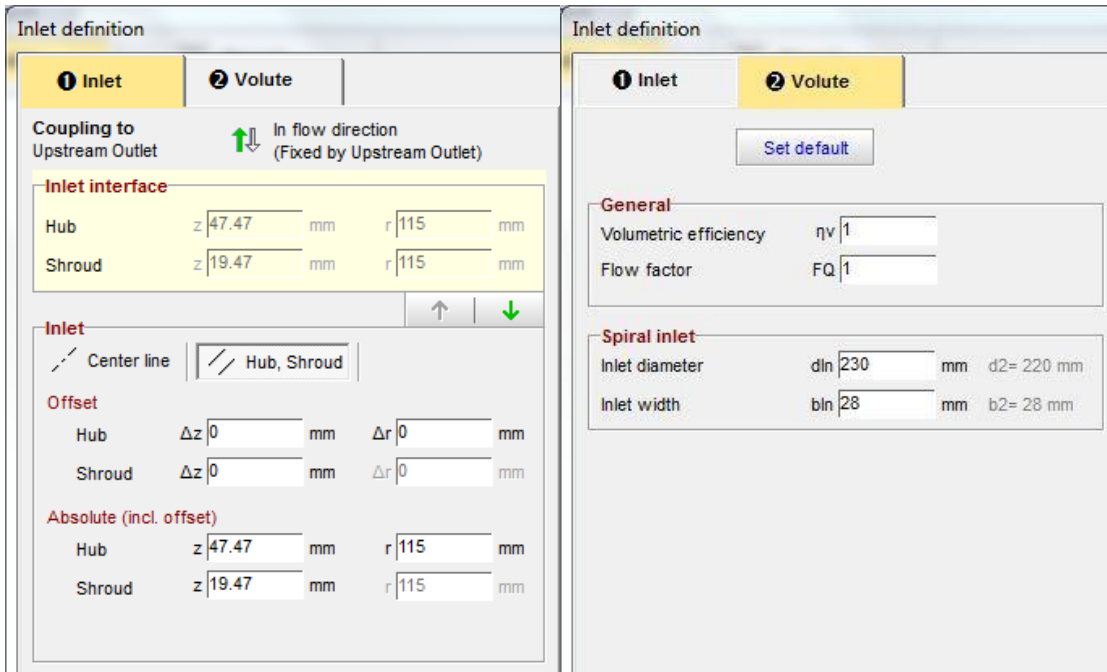 Inlet definition
❶ Inlet ❷ Volute
Coupling to
Upstream Outlet
In flow direction
(Fixed by Upstream Outlet)
Inlet interface
Hub z 47.47 mm r 115 mm
Shroud z 19.47 mm r 115 mm
Inlet
Center line Hub, Shroud
Offset
Hub Δz 0 mm Δr 0 mm
Shroud Δz 0 mm Δr 0 mm
Absolute (incl. offset)
Hub z 47.47 mm r 115 mm
Shroud z 19.47 mm r 115 mm
Inlet definition
❶ Inlet ❷ Volute
Set default
General
Volumetric efficiency ηv 1
Flow factor FQ 1
Spiral inlet
Inlet diameter dIn 230 mm d2= 220 mm
Inlet width bIn 28 mm b2= 28 mm